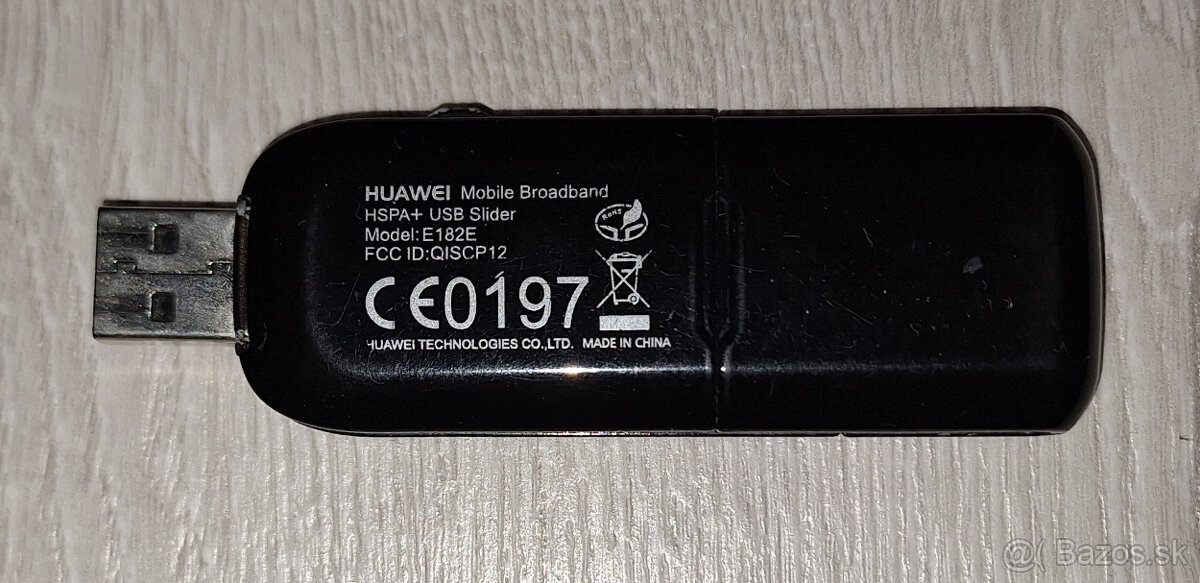 HUAWEI Mobile Broadband
HSPA+ USB Slider
Model:E182E
FCC ID:QISCP12
RoHS
CE0197
HUAWEI TECHNOLOGIES CO.,LTD. MADE IN CHINA
@( Bazos.sk